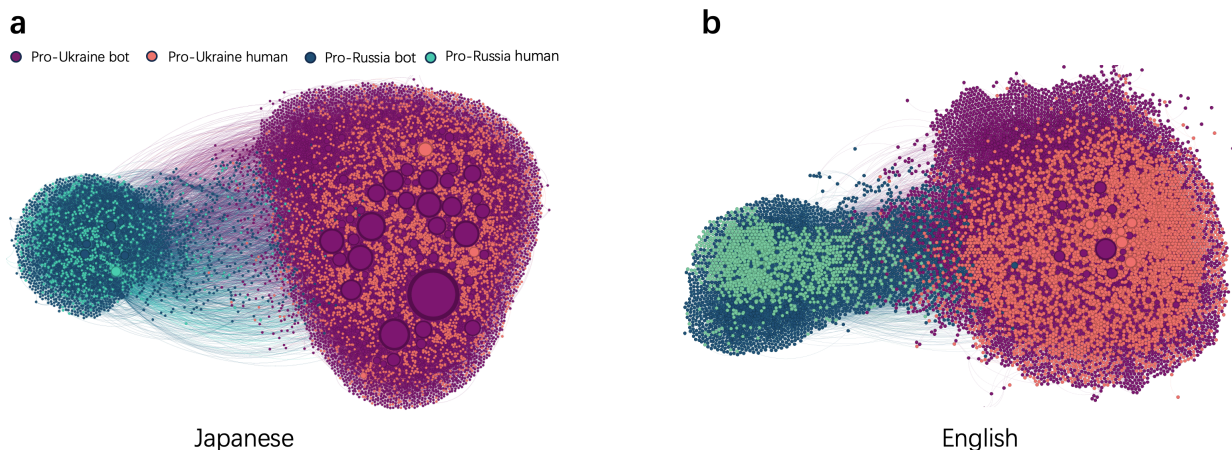 a
b
Pro-Ukraine bot Pro-Ukraine human Pro-Russia bot Pro-Russia human
Japanese
English